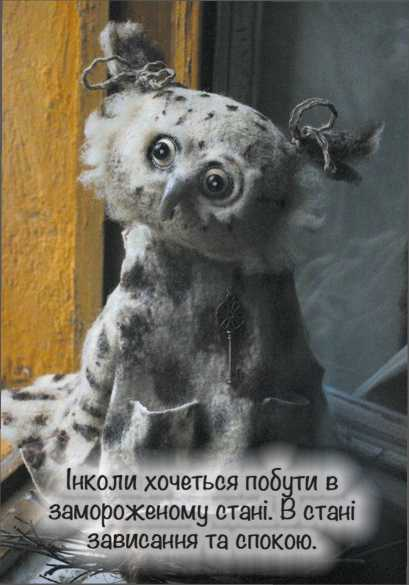 Інколи хочеться побути в
замороженому стані. В стані
зависання та спокою.